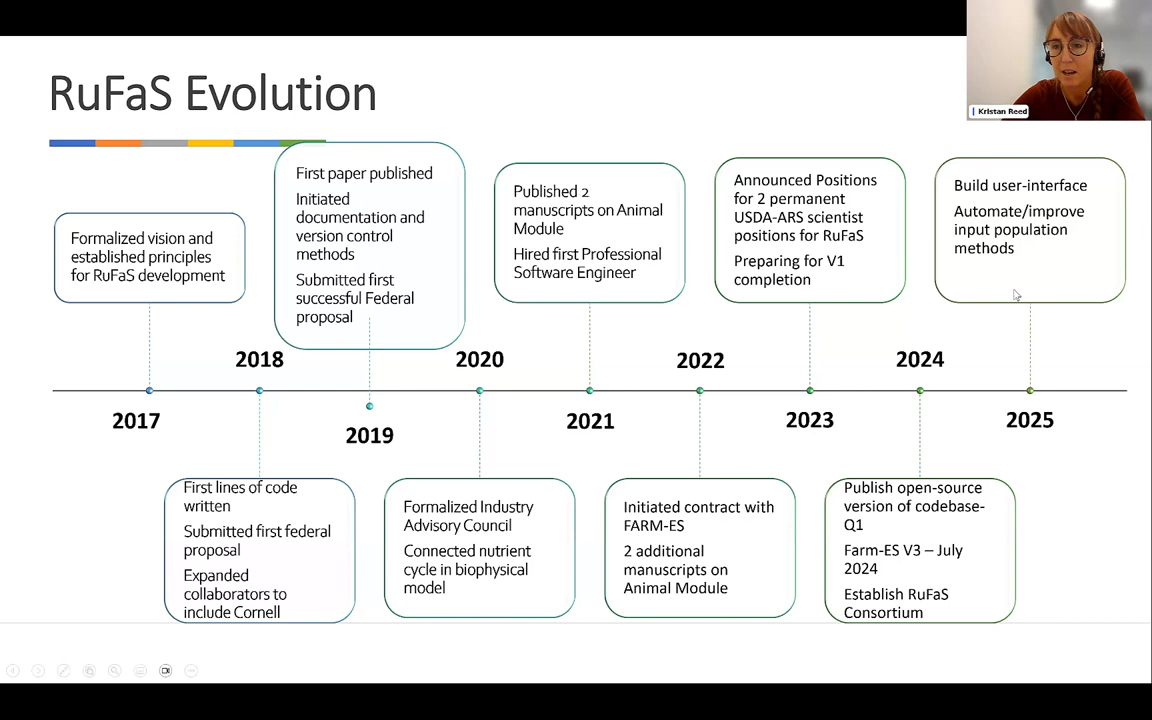 RuFaS Evolution
Kristan Reed
Formalized vision and
established principles
for RuFaS development
First paper published
Initiated
documentation and
version control
methods
Submitted first
successful Federal
proposal
Published 2
manuscripts on Animal
Module
Hired first Professional
Software Engineer
Announced Positions
for 2 permanent
USDA-ARS scientist
positions for RuFaS
Preparing for V1
completion
Build user-interface
Automate/improve
input population
methods
2018
2020
2022
2024
2017
2019
2021
2023
2025
First lines of code
written
Submitted first federal
proposal
Expanded
collaborators to
include Cornell
Formalized Industry
Advisory Council
Connected nutrient
cycle in biophysical
model
Initiated contract with
FARM-ES
2 additional
manuscripts on
Animal Module
Publish open-source
version of codebase-
Q1
Farm-ES V3 – July
2024
Establish RuFaS
Consortium